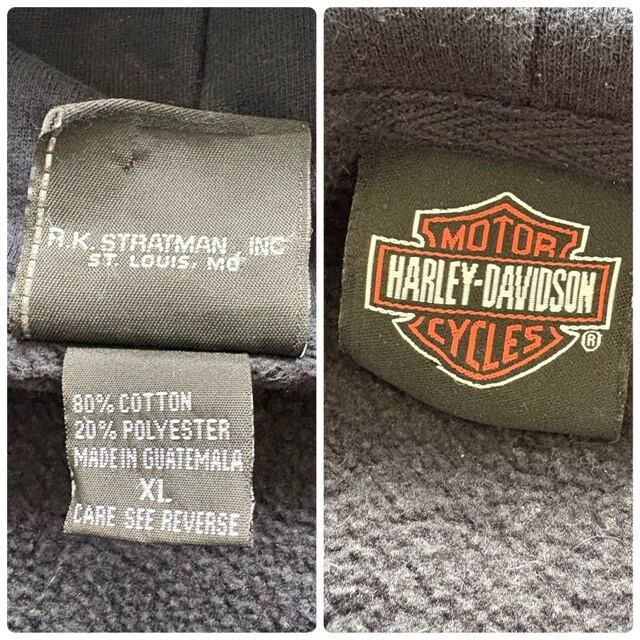 R.K. STRATMAN, INC
ST. LOUIS, Mo
80% COTTON
20% POLYESTER
MADE IN GUATEMALA
XL
CARE SEE REVERSE
MOTOR
HARLEY-DAVIDSON
CYCLES
®